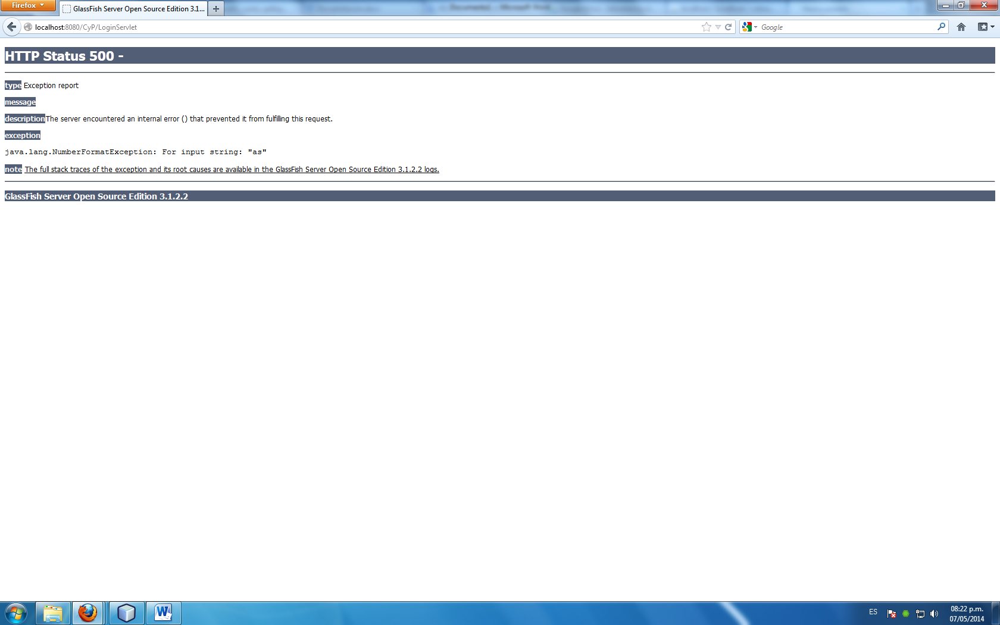 Firefox
GlassFish Server Open Source Edition 3.1...
localhost:8080/CyP/LoginServlet
Google
HTTP Status 500 -
type Exception report
message
descriptionThe server encountered an internal error () that prevented it from fulfilling this request.
exception
java.lang.NumberFormatException: For input string: "as"
note The full stack traces of the exception and its root causes are available in the GlassFish Server Open Source Edition 3.1.2.2 logs.
GlassFish Server Open Source Edition 3.1.2.2
W
ES
08:22 p.m.
07/05/2014